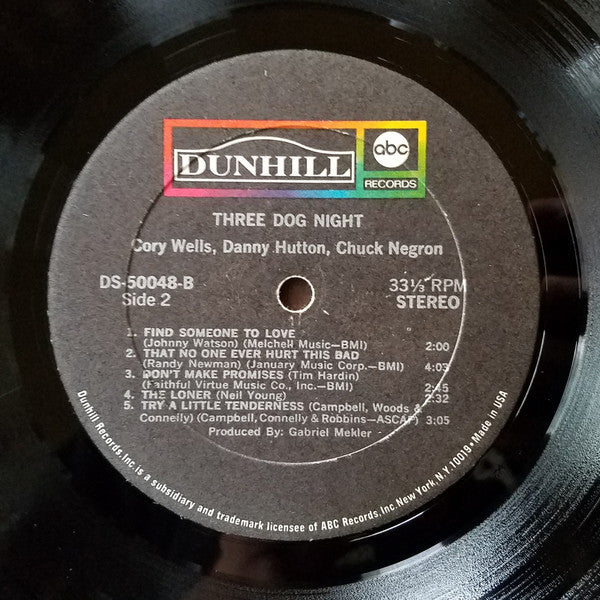 DUNHILL
abc
RECORDS
THREE DOG NIGHT
Cory Wells, Danny Hutton, Chuck Negron
DS-50048-B 33⅓ RPM
Side 2 STEREO
1. FIND SOMEONE TO LOVE
(Johnny Watson) (Melchell Music—BMI) 2:00
2. THAT NO ONE EVER HURT THIS BAD
(Randy Newman) (January Music Corp.—BMI) 4:03
3. DON'T MAKE PROMISES (Tim Hardin)
(Faithful Virtue Music Co., Inc.—BMI) 2:45
4. THE LONER (Neil Young) 2:32
5. TRY A LITTLE TENDERNESS (Campbell, Woods &
Connelly) (Campbell, Connelly & Robbins—ASCAP) 3:05
Produced By: Gabriel Mekler
Dunhill Records, Inc. is a subsidiary and trademark licensee of ABC Records, Inc. New York, N.Y. 10019 • Made in USA